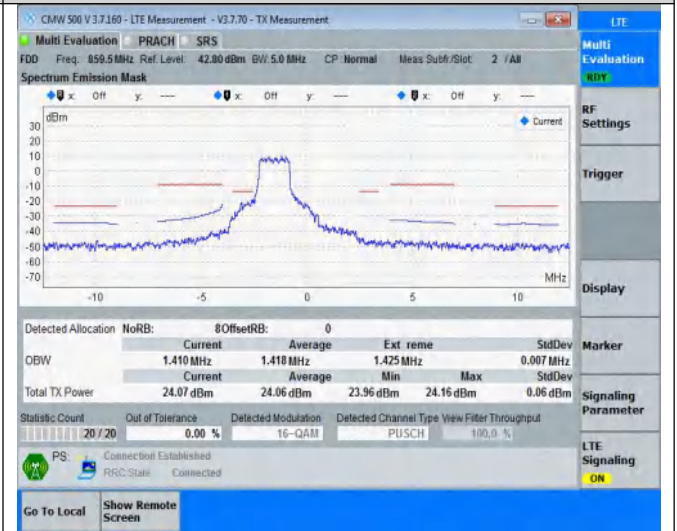 CMW 500 V 3.7.160 - LTE Measurement - V3.7.70 - TX Measurement
LTE
Multi Evaluation PRACH SRS
FDD Freq. 859.5 MHz Ref. Level: 42.80 dBm BW: 5.0 MHz CP: Normal Meas Subfr./Slot: 2 / All
Spectrum Emission Mask
x: Off y: --- x: Off y: --- x: Off y: ---
dBm
Current
30
20
10
0
-10
-20
-30
-40
-50
-60
-70
MHz
-10 -5 0 5 10
Detected Allocation NoRB: 8 OffsetRB: 0
Current Average Ext reme StdDev
OBW 1.410 MHz 1.418 MHz 1.425 MHz 0.007 MHz
Current Average Min Max StdDev
Total TX Power 24.07 dBm 24.06 dBm 23.96 dBm 24.16 dBm 0.06 dBm
Statistic Count Out of Tolerance Detected Modulation Detected Channel Type View Filter Throughput
20 / 20 0.00 % 16-QAM PUSCH 100.0 %
PS: Connection Established
RRC State Connected
Multi Evaluation
RDY
RF Settings
Trigger
Display
Marker
Signaling Parameter
LTE Signaling
ON
Go To Local
Show Remote Screen